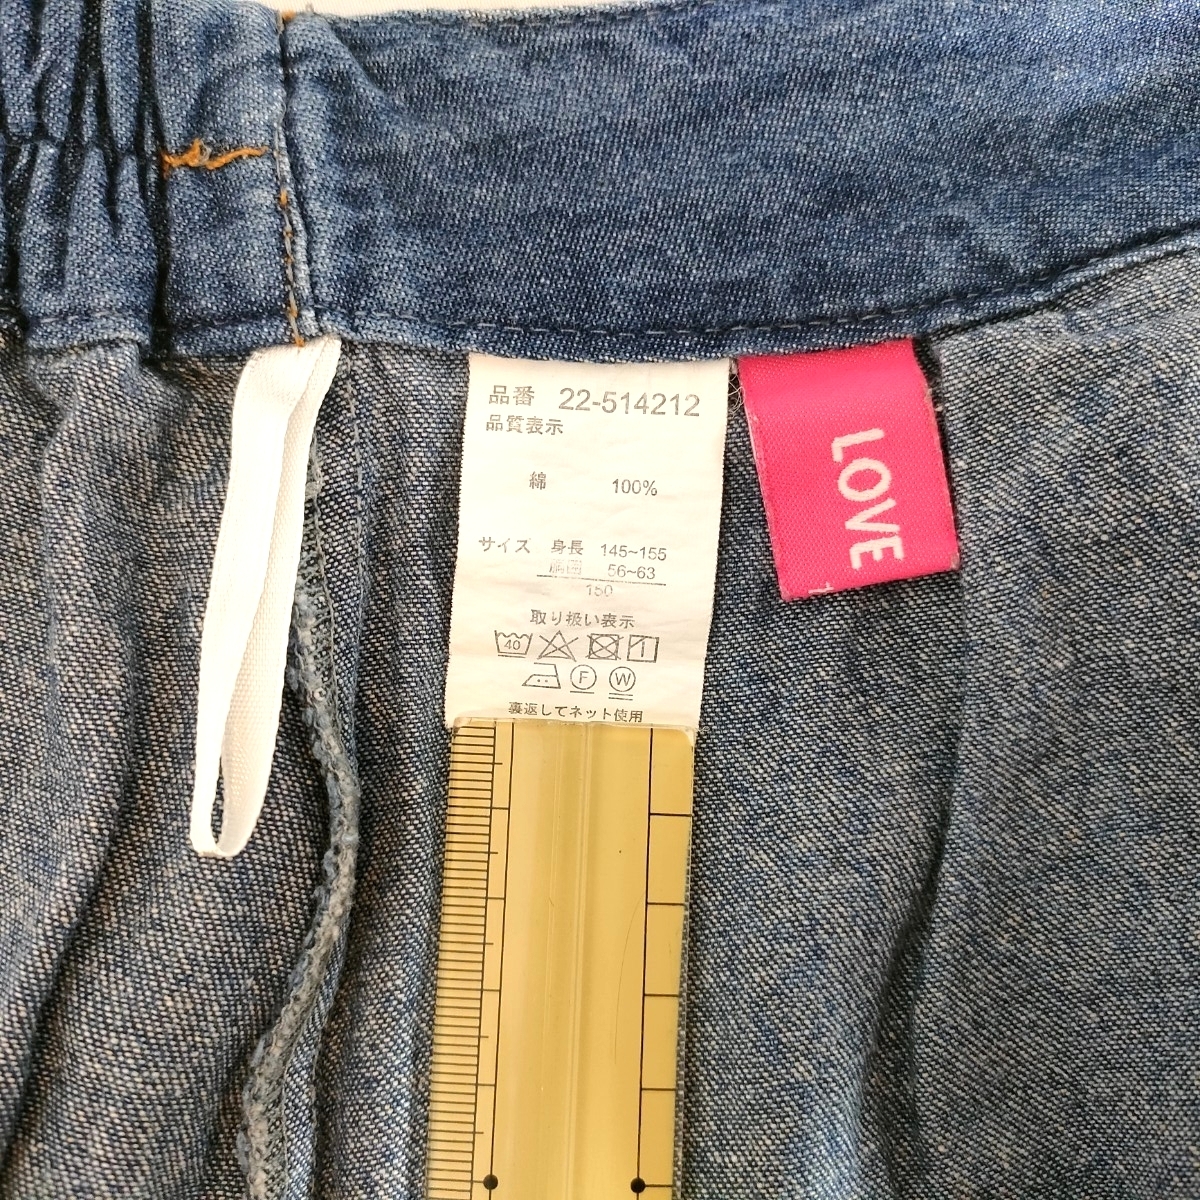 品番 22-514212
品質表示
綿 100%
サイズ 身長 145~155
胴囲 56~63
150
取り扱い表示
40 1
F W
裏返してネット使用
LOVE